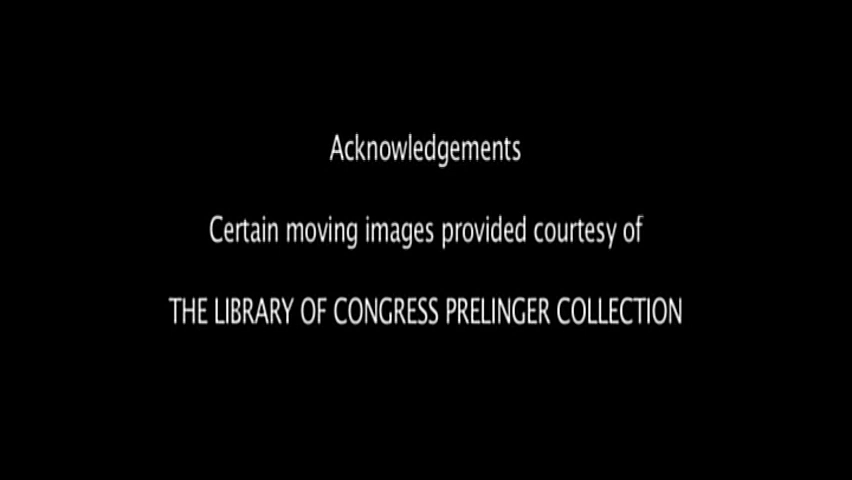 Acknowledgements
Certain moving images provided courtesy of
THE LIBRARY OF CONGRESS PRELINGER COLLECTION